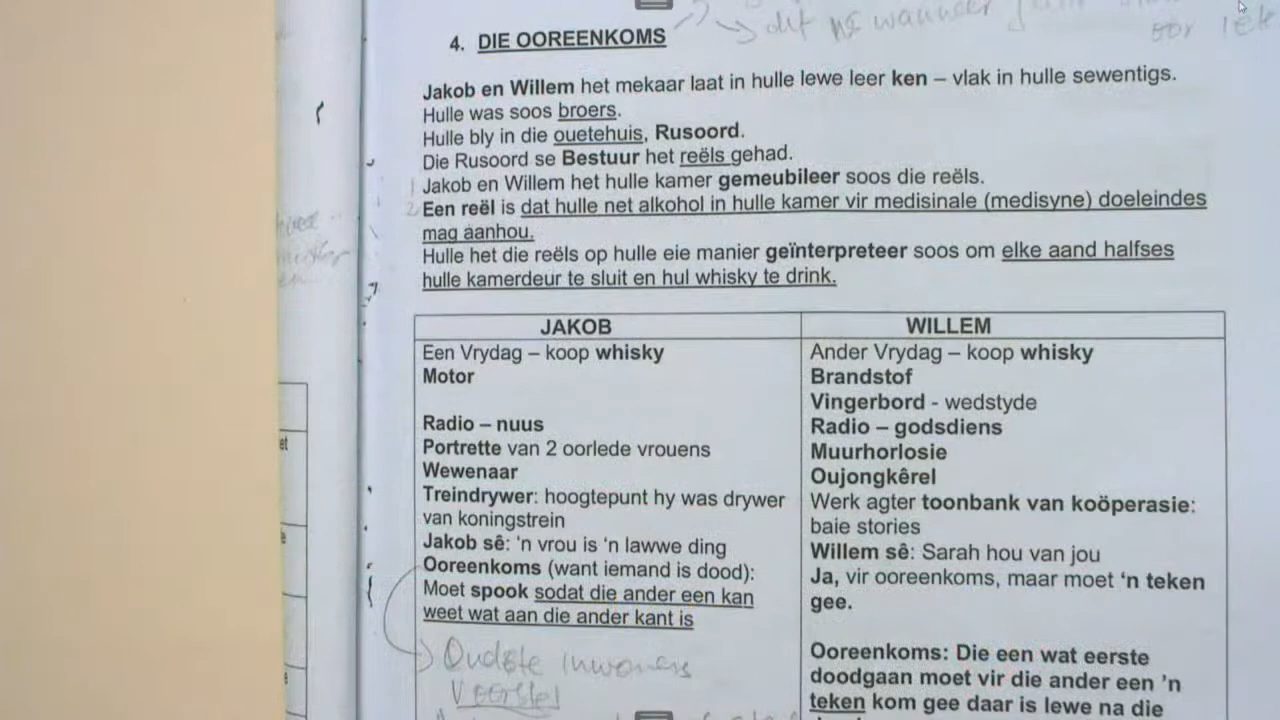 dit is wanneer
oor
4. DIE OOREENKOMS
Jakob en Willem het mekaar laat in hulle lewe leer ken – vlak in hulle sewentigs.
Hulle was soos broers.
Hulle bly in die ouetehuis, Rusoord.
Die Rusoord se Bestuur het reëls gehad.
1 Jakob en Willem het hulle kamer gemeubileer soos die reëls.
2 Een reël is dat hulle net alkohol in hulle kamer vir medisinale (medisyne) doeleindes
mag aanhou.
Hulle het die reëls op hulle eie manier geïnterpreteer soos om elke aand halfses
hulle kamerdeur te sluit en hul whisky te drink.
JAKOB
Een Vrydag – koop whisky
Motor
Radio – nuus
Portrette van 2 oorlede vrouens
Wewenaar
Treindrywer: hoogtepunt hy was drywer
van koningstrein
Jakob sê: 'n vrou is 'n lawwe ding
Ooreenkoms (want iemand is dood):
Moet spook sodat die ander een kan
weet wat aan die ander kant is
Oudste inwoners
WILLEM
Ander Vrydag – koop whisky
Brandstof
Vingerbord - wedstyde
Radio – godsdiens
Muurhorlosie
Oujongkêrel
Werk agter toonbank van koöperasie:
baie stories
Willem sê: Sarah hou van jou
Ja, vir ooreenkoms, maar moet 'n teken
gee.
Ooreenkoms: Die een wat eerste
doodgaan moet vir die ander een 'n
teken kom gee daar is lewe na die